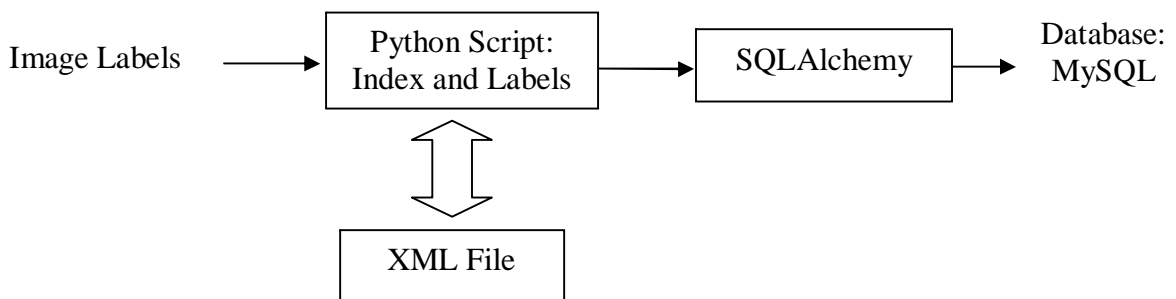 Image Labels
Python Script:
Index and Labels
SQLAlchemy
Database:
MySQL
XML File